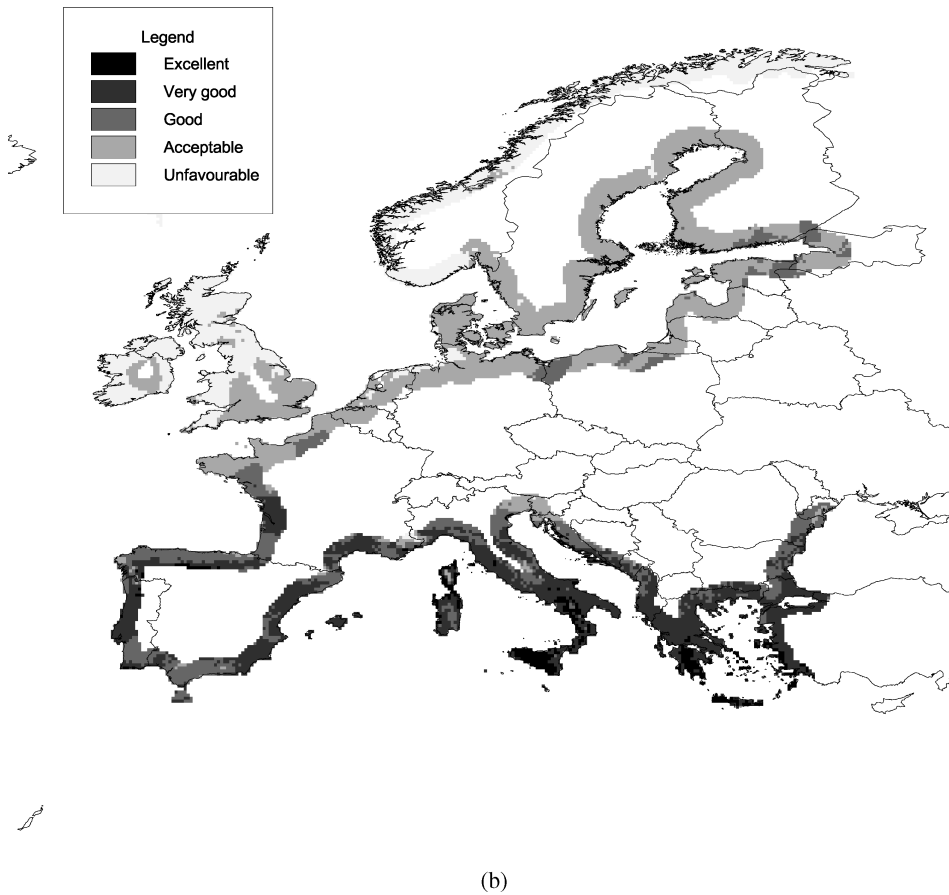 Legend
Excellent
Very good
Good
Acceptable
Unfavourable
(b)